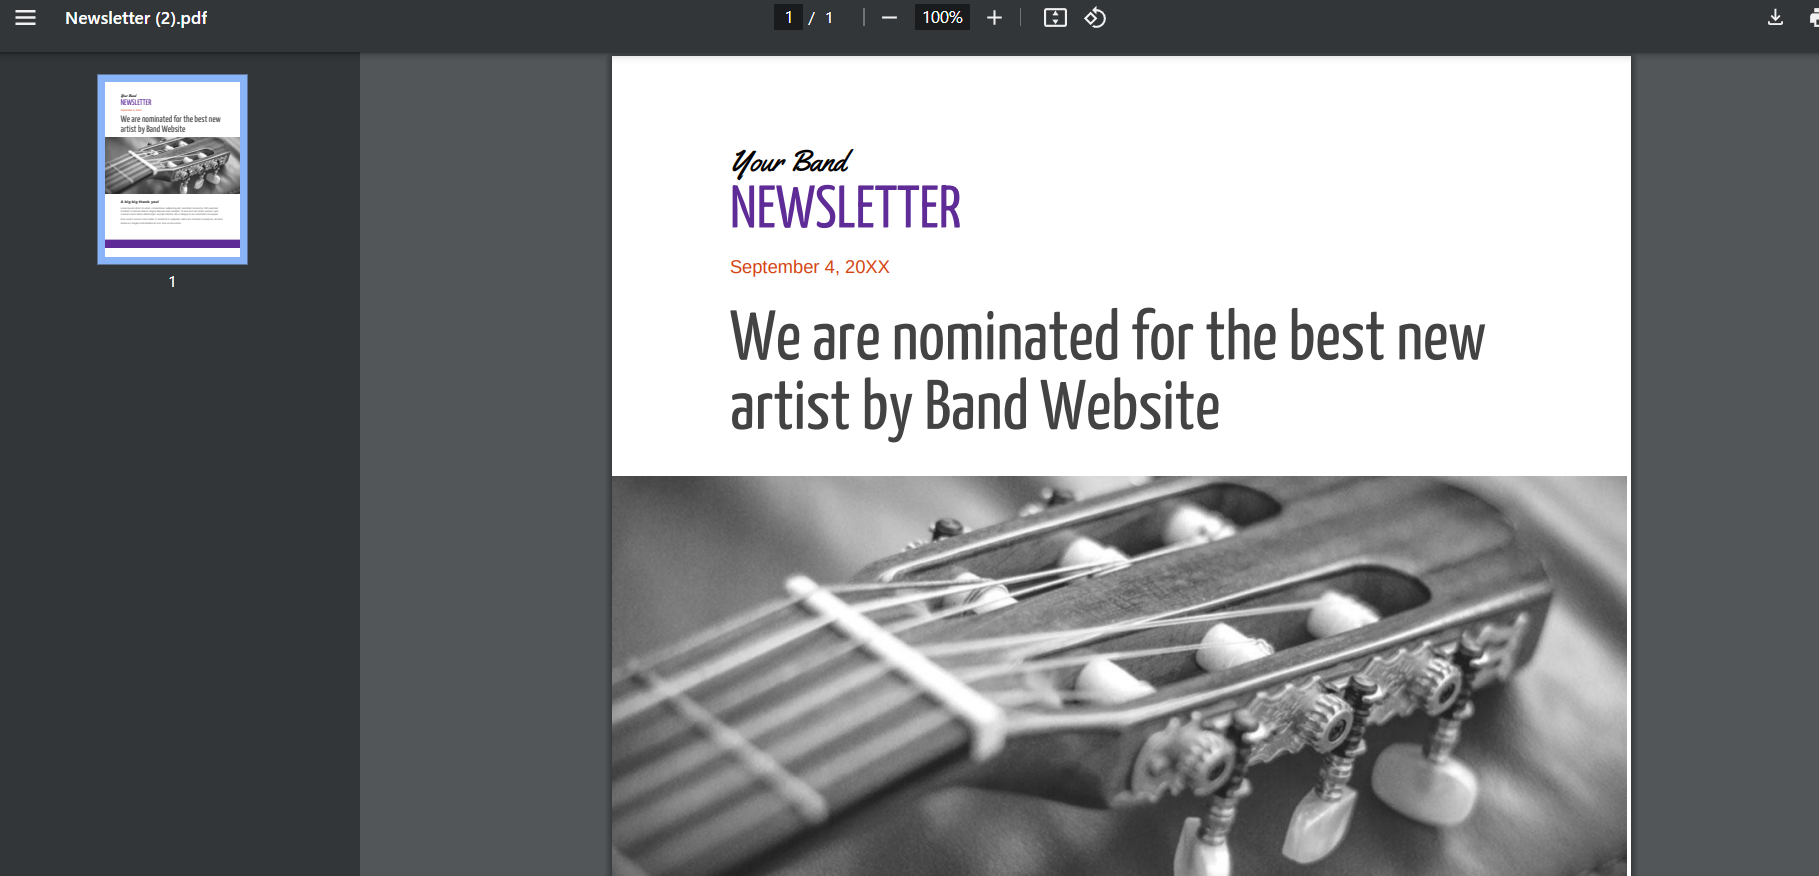 Newsletter (2).pdf
1 / 1
100%
Your Band
NEWSLETTER
We are nominated for the best new
artist by Band Website
A big big thank you!
1
Your Band
NEWSLETTER
September 4, 20XX
We are nominated for the best new
artist by Band Website